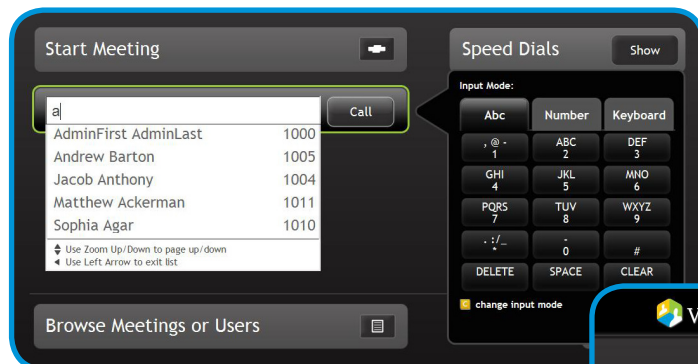 Start Meeting
a
Call
AdminFirst AdminLast 1000
Andrew Barton 1005
Jacob Anthony 1004
Matthew Ackerman 1011
Sophia Agar 1010
Use Zoom Up/Down to page up/down
Use Left Arrow to exit list
Browse Meetings or Users
Speed Dials
Show
Input Mode:
Abc Number Keyboard
, @ - ABC DEF
1 2 3
GHI JKL MNO
4 5 6
PQRS TUV WXYZ
7 8 9
. :/_ -
* 0 #
DELETE SPACE CLEAR
C change input mode
V